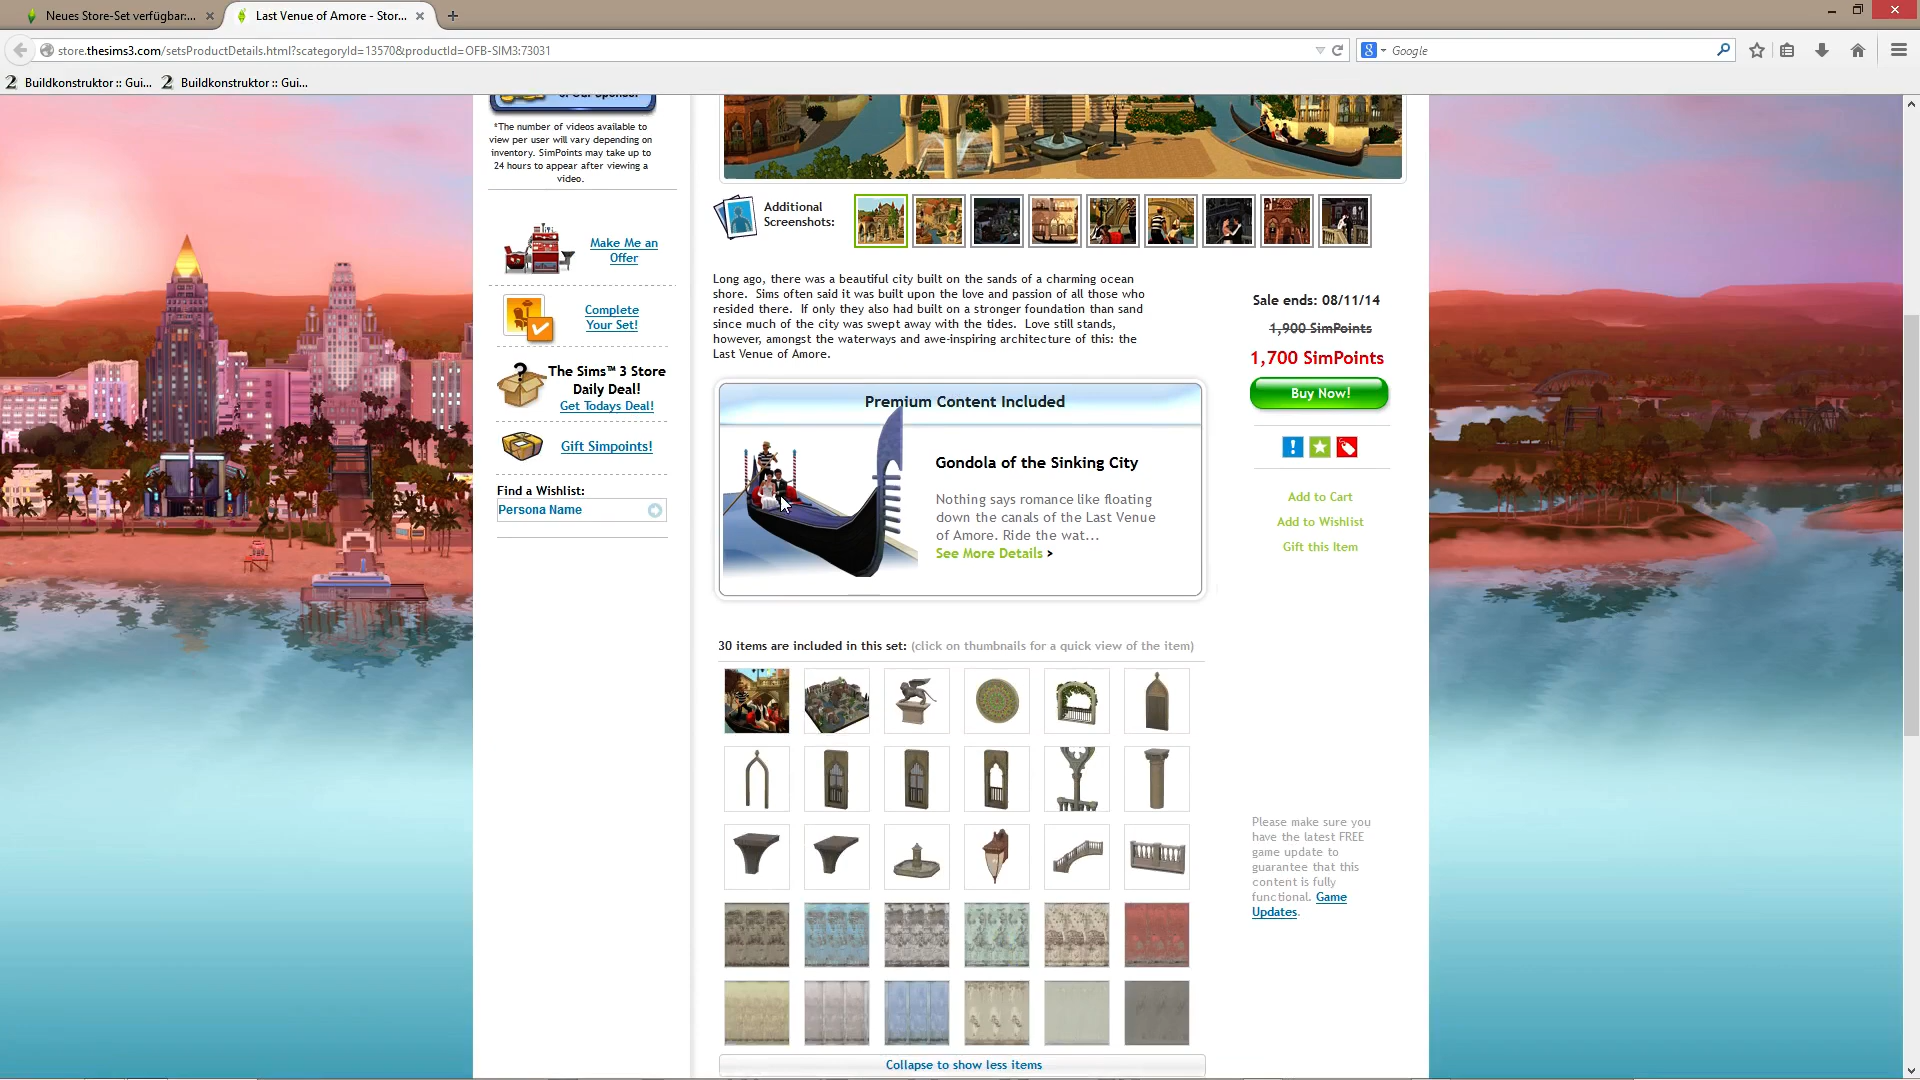 Neues Store-Set verfügbar:...
Last Venue of Amore - Stor...
store.thesims3.com/setsProductDetails.html?scategoryId=13570&productId=OFB-SIM3:73031
Google
Buildkonstruktor :: Gui...
Buildkonstruktor :: Gui...
of Our Sponsor
*The number of videos available to
view per user will vary depending on
inventory. SimPoints may take up to
24 hours to appear after viewing a
video.
Make Me an
Offer
Complete
Your Set!
The Sims™ 3 Store
Daily Deal!
Get Todays Deal!
Gift Simpoints!
Find a Wishlist:
Persona Name
Additional
Screenshots:
Long ago, there was a beautiful city built on the sands of a charming ocean
shore. Sims often said it was built upon the love and passion of all those who
resided there. If only they also had built on a stronger foundation than sand
since much of the city was swept away with the tides. Love still stands,
however, amongst the waterways and awe-inspiring architecture of this: the
Last Venue of Amore.
Premium Content Included
Gondola of the Sinking City
Nothing says romance like floating
down the canals of the Last Venue
of Amore. Ride the wat...
See More Details >
30 items are included in this set: (click on thumbnails for a quick view of the item)
Collapse to show less items
Sale ends: 08/11/14
1,900 SimPoints
1,700 SimPoints
Buy Now!
Add to Cart
Add to Wishlist
Gift this Item
Please make sure you
have the latest FREE
game update to
guarantee that this
content is fully
functional. Game
Updates.